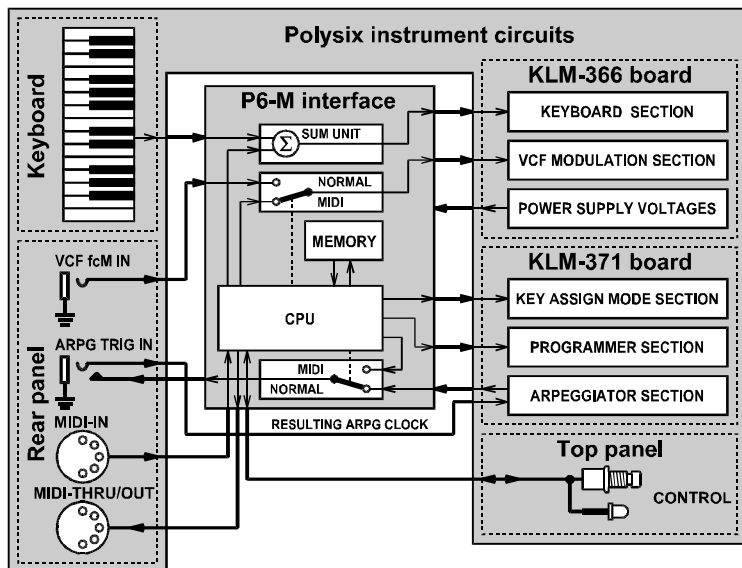 Polysix instrument circuits
Keyboard
P6-M interface
SUM UNIT
Σ
NORMAL
MIDI
MEMORY
CPU
MIDI
NORMAL
KLM-366 board
KEYBOARD SECTION
VCF MODULATION SECTION
POWER SUPPLY VOLTAGES
KLM-371 board
KEY ASSIGN MODE SECTION
PROGRAMMER SECTION
ARPEGGIATOR SECTION
Rear panel
VCF fcM IN
ARPG TRIG IN
MIDI-IN
MIDI-THRU/OUT
RESULTING ARPG CLOCK
Top panel
CONTROL